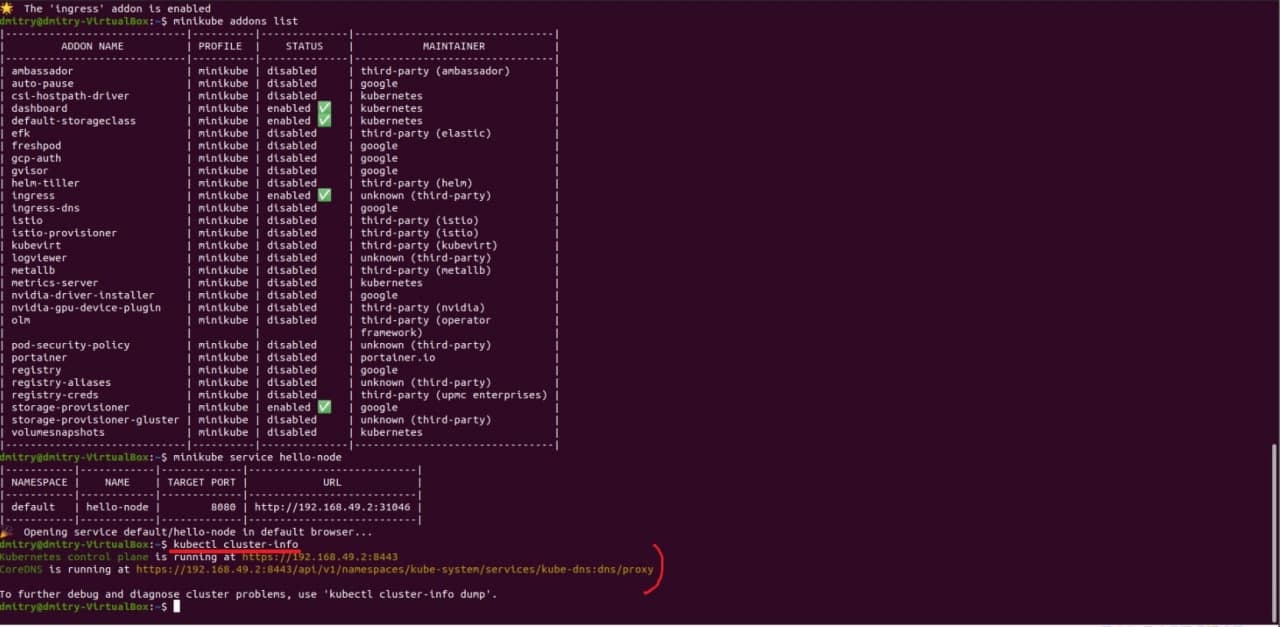 The 'ingress' addon is enabled
dmitry@dmitry-VirtualBox:~$ minikube addons list
|-----------------------------|----------|--------------|--------------------------------|
| ADDON NAME | PROFILE | STATUS | MAINTAINER |
|-----------------------------|----------|--------------|--------------------------------|
| ambassador | minikube | disabled | third-party (ambassador) |
| auto-pause | minikube | disabled | google |
| csi-hostpath-driver | minikube | disabled | kubernetes |
| dashboard | minikube | enabled ✅ | kubernetes |
| default-storageclass | minikube | enabled ✅ | kubernetes |
| efk | minikube | disabled | third-party (elastic) |
| freshpod | minikube | disabled | google |
| gcp-auth | minikube | disabled | google |
| gvisor | minikube | disabled | google |
| helm-tiller | minikube | disabled | third-party (helm) |
| ingress | minikube | enabled ✅ | unknown (third-party) |
| ingress-dns | minikube | disabled | google |
| istio | minikube | disabled | third-party (istio) |
| istio-provisioner | minikube | disabled | third-party (istio) |
| kubevirt | minikube | disabled | third-party (kubevirt) |
| logviewer | minikube | disabled | unknown (third-party) |
| metallb | minikube | disabled | third-party (metallb) |
| metrics-server | minikube | disabled | kubernetes |
| nvidia-driver-installer | minikube | disabled | google |
| nvidia-gpu-device-plugin | minikube | disabled | third-party (nvidia) |
| olm | minikube | disabled | third-party (operator |
| | | | framework) |
| pod-security-policy | minikube | disabled | unknown (third-party) |
| portainer | minikube | disabled | portainer.io |
| registry | minikube | disabled | google |
| registry-aliases | minikube | disabled | unknown (third-party) |
| registry-creds | minikube | disabled | third-party (upmc enterprises) |
| storage-provisioner | minikube | enabled ✅ | google |
| storage-provisioner-gluster | minikube | disabled | unknown (third-party) |
| volumesnapshots | minikube | disabled | kubernetes |
|-----------------------------|----------|--------------|--------------------------------|
dmitry@dmitry-VirtualBox:~$ minikube service hello-node
|-----------|------------|-------------|---------------------------|
| NAMESPACE | NAME | TARGET PORT | URL |
|-----------|------------|-------------|---------------------------|
| default | hello-node | 8080 | http://192.168.49.2:31046 |
|-----------|------------|-------------|---------------------------|
Opening service default/hello-node in default browser...
dmitry@dmitry-VirtualBox:~$ kubectl cluster-info
Kubernetes control plane is running at https://192.168.49.2:8443
CoreDNS is running at https://192.168.49.2:8443/api/v1/namespaces/kube-system/services/kube-dns:dns/proxy
To further debug and diagnose cluster problems, use 'kubectl cluster-info dump'.
dmitry@dmitry-VirtualBox:~$